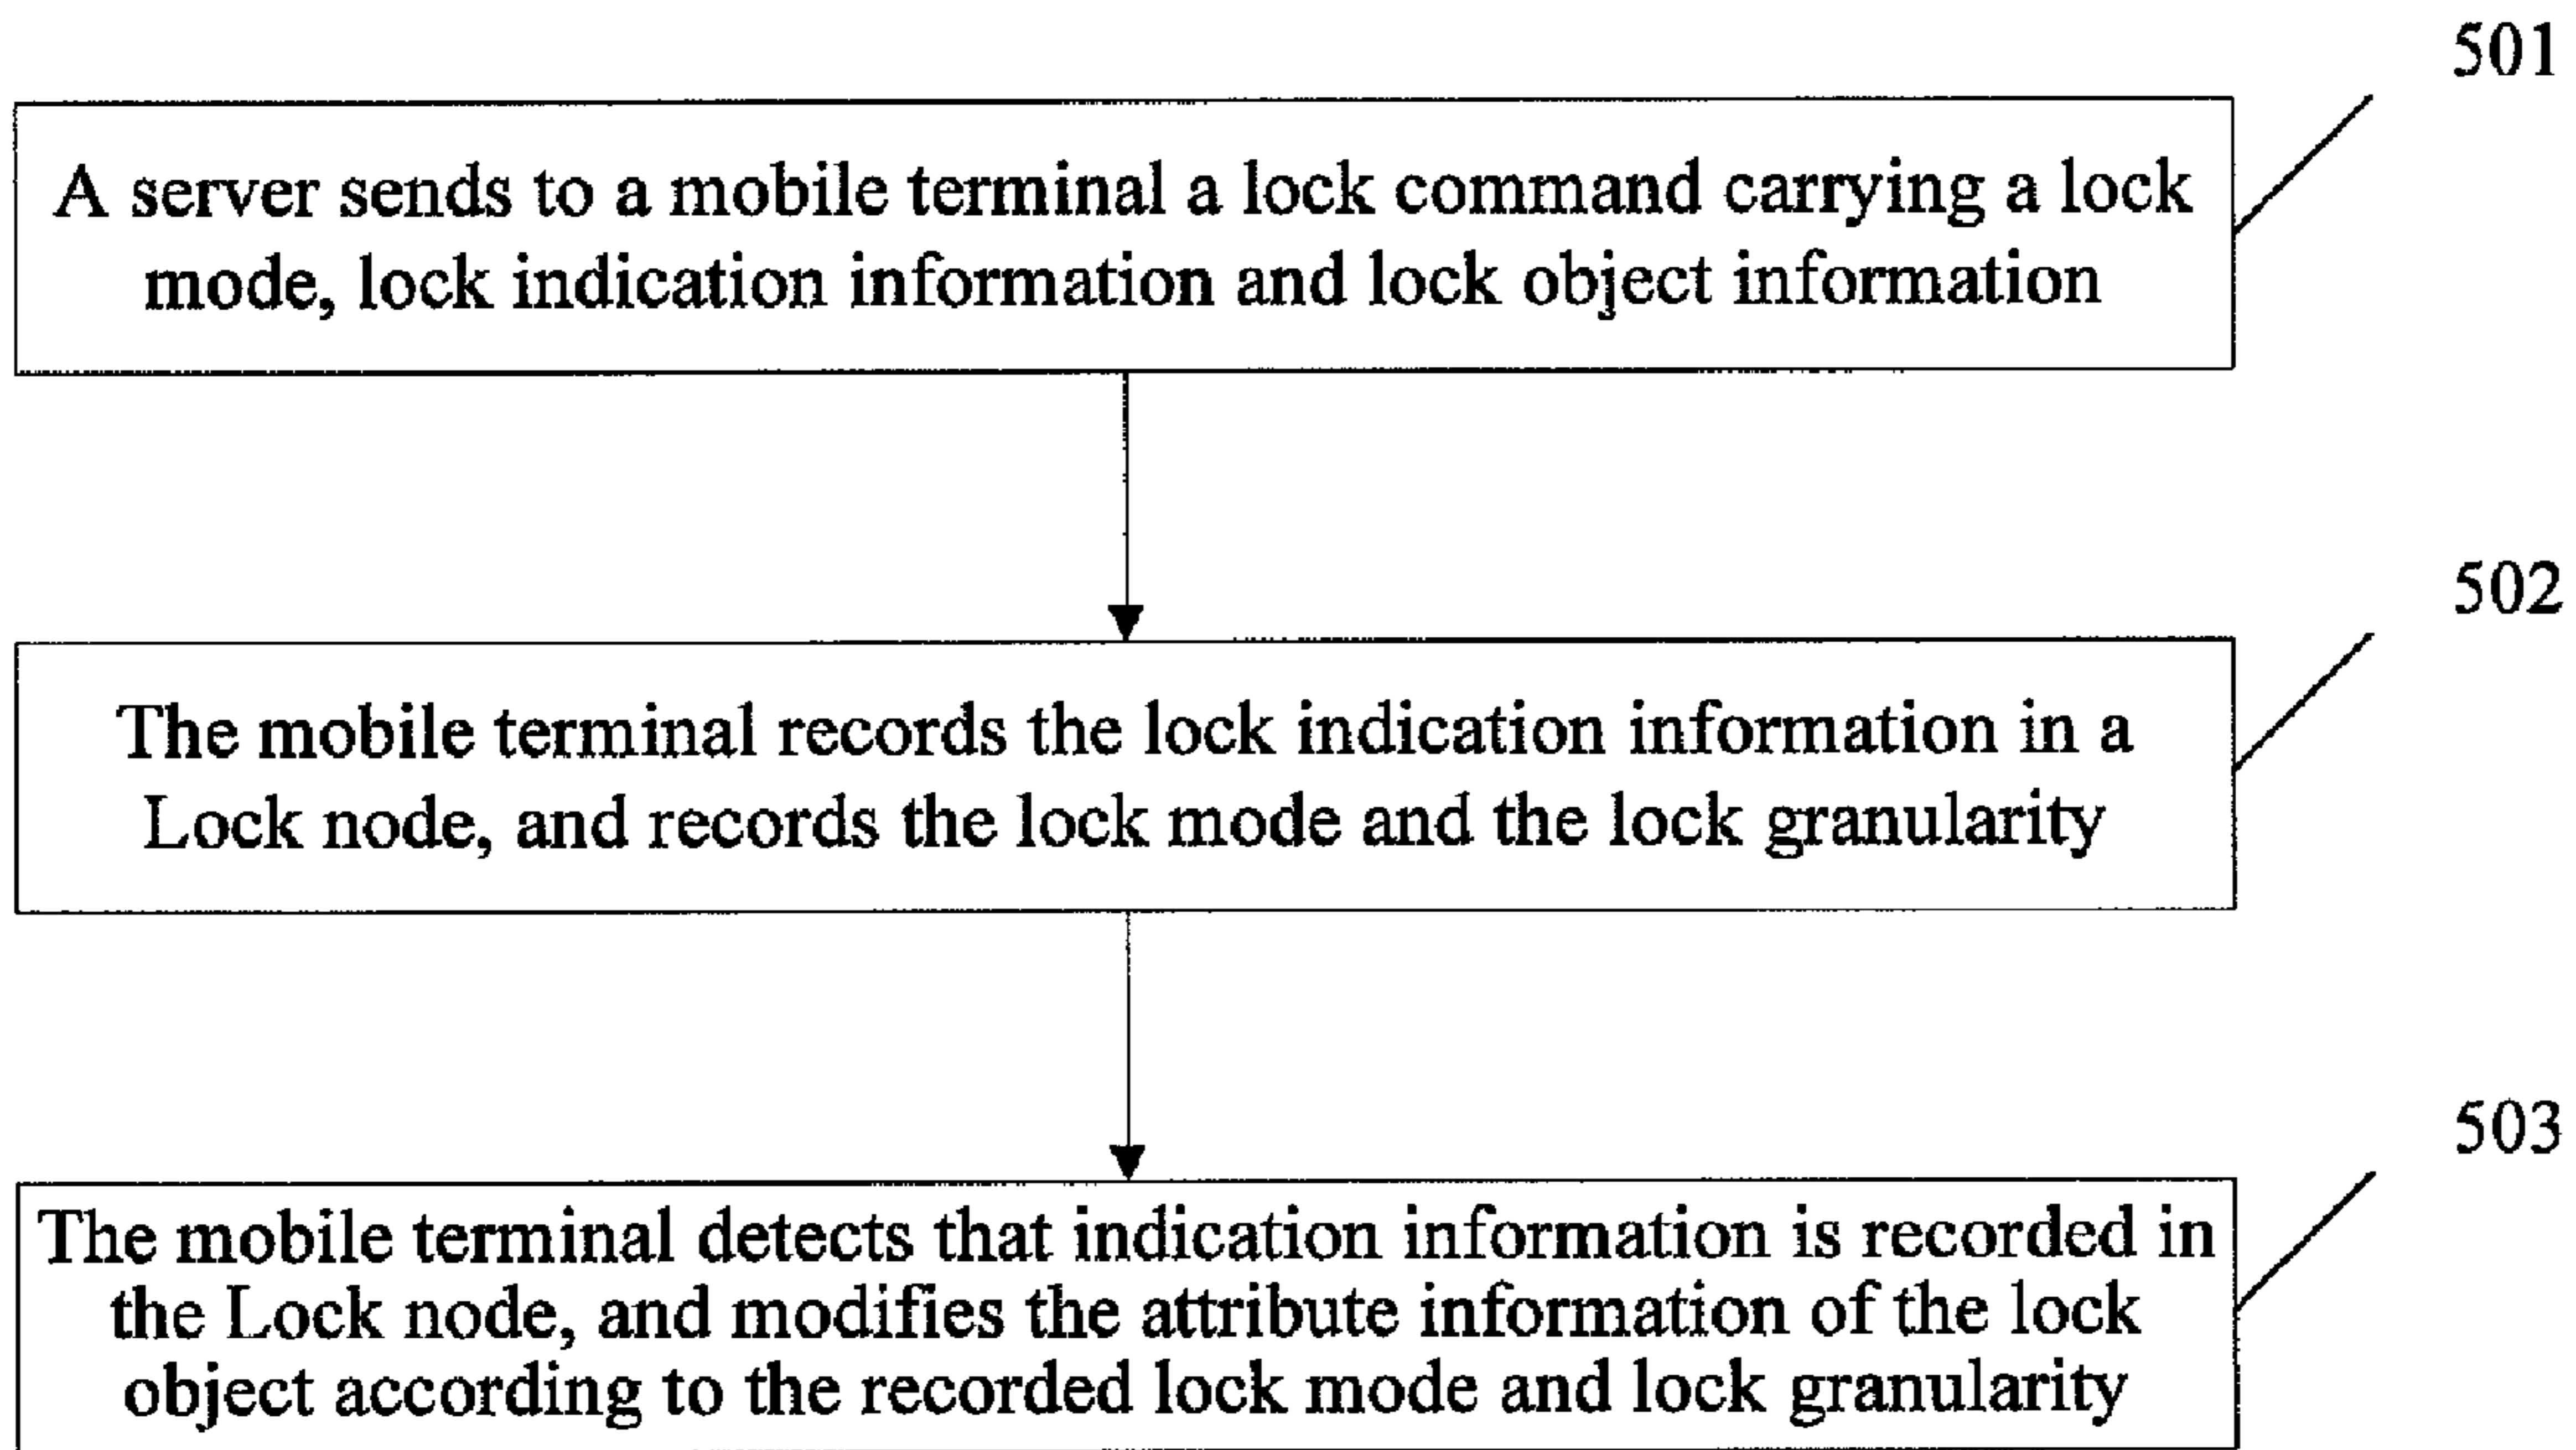 501
A server sends to a mobile terminal a lock command carrying a lock
mode, lock indication information and lock object information
502
The mobile terminal records the lock indication information in a
Lock node, and records the lock mode and the lock granularity
503
The mobile terminal detects that indication information is recorded in
the Lock node, and modifies the attribute information of the lock
object according to the recorded lock mode and lock granularity